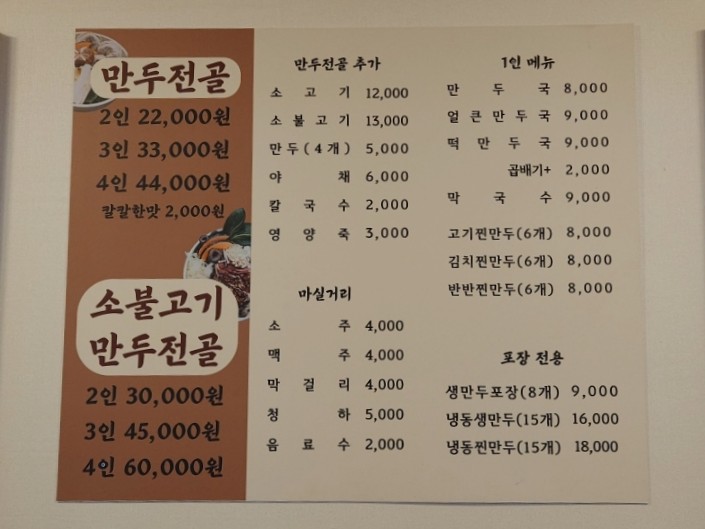 만두전골
2인 22,000원
3인 33,000원
4인 44,000원
칼칼한맛 2,000원
소불고기
만두전골
2인 30,000원
3인 45,000원
4인 60,000원
만두전골 추가
소고기 12,000
소불고기 13,000
만두(4개) 5,000
야채 6,000
칼국수 2,000
영양죽 3,000
마실거리
소주 4,000
맥주 4,000
막걸리 4,000
청하 5,000
음료수 2,000
1인 메뉴
만두국 8,000
얼큰만두국 9,000
떡만두국 9,000
곱배기+ 2,000
막국수 9,000
고기찐만두(6개) 8,000
김치찐만두(6개) 8,000
반반찐만두(6개) 8,000
포장 전용
생만두포장(8개) 9,000
냉동생만두(15개) 16,000
냉동찐만두(15개) 18,000